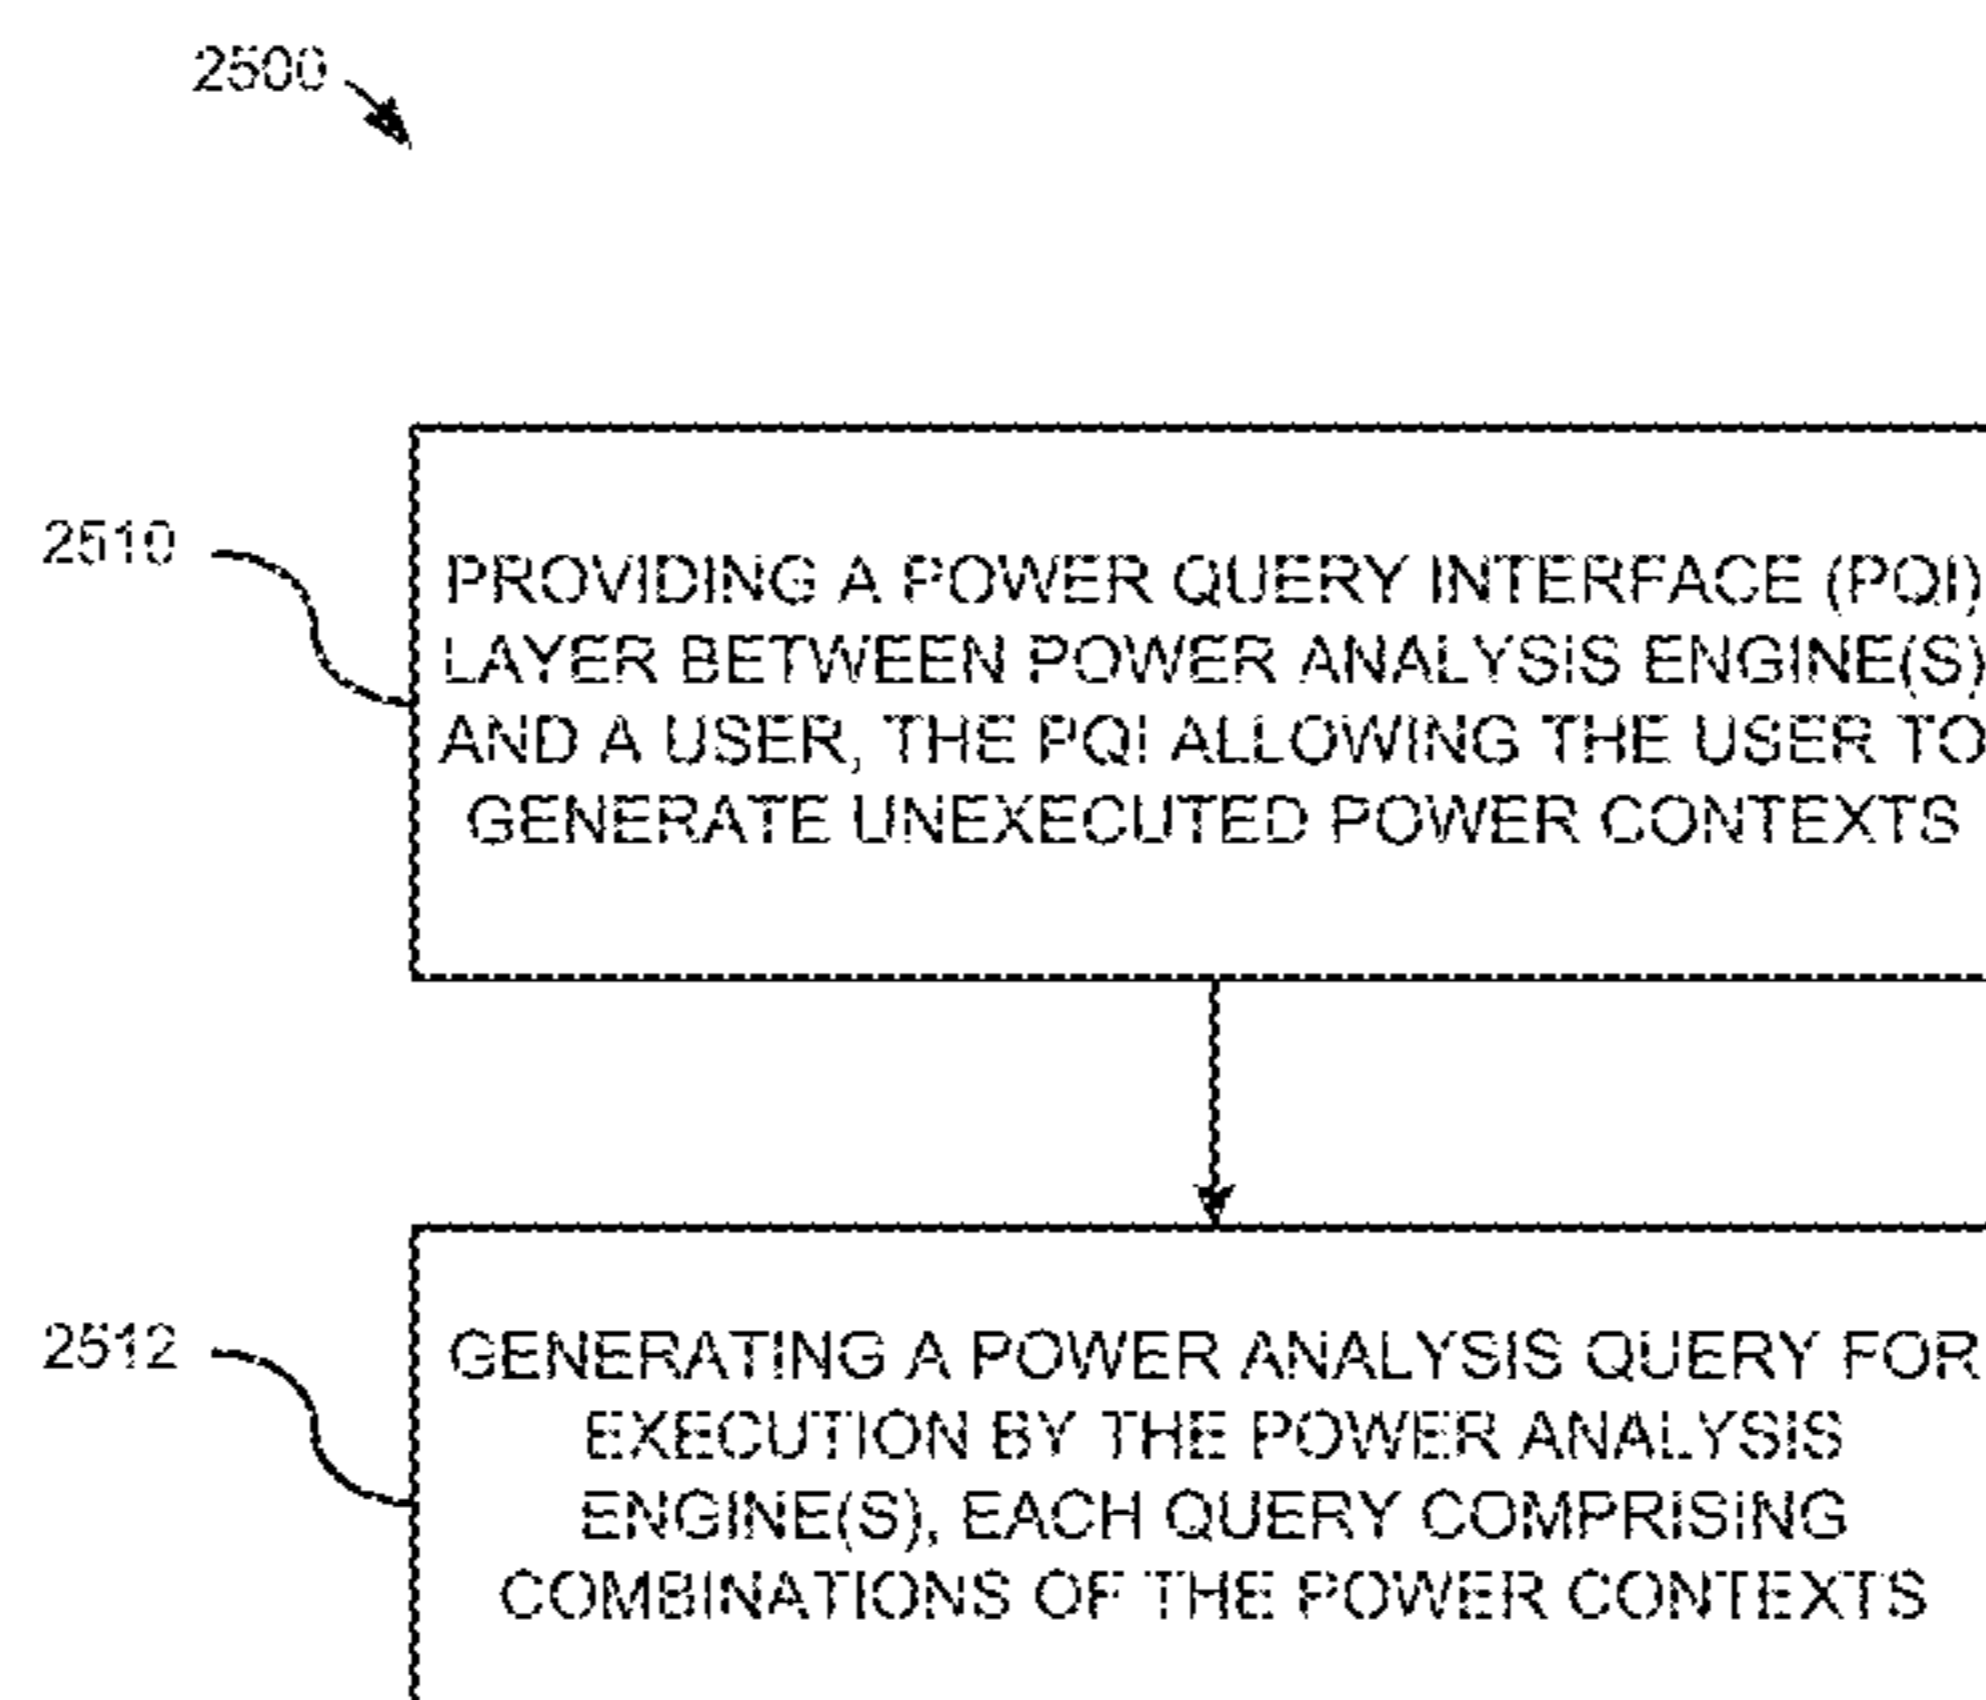 2500
2510
PROVIDING A POWER QUERY INTERFACE (PQI)
LAYER BETWEEN POWER ANALYSIS ENGINE(S)
AND A USER, THE PQI ALLOWING THE USER TO
GENERATE UNEXECUTED POWER CONTEXTS
2512
GENERATING A POWER ANALYSIS QUERY FOR
EXECUTION BY THE POWER ANALYSIS
ENGINE(S), EACH QUERY COMPRISING
COMBINATIONS OF THE POWER CONTEXTS